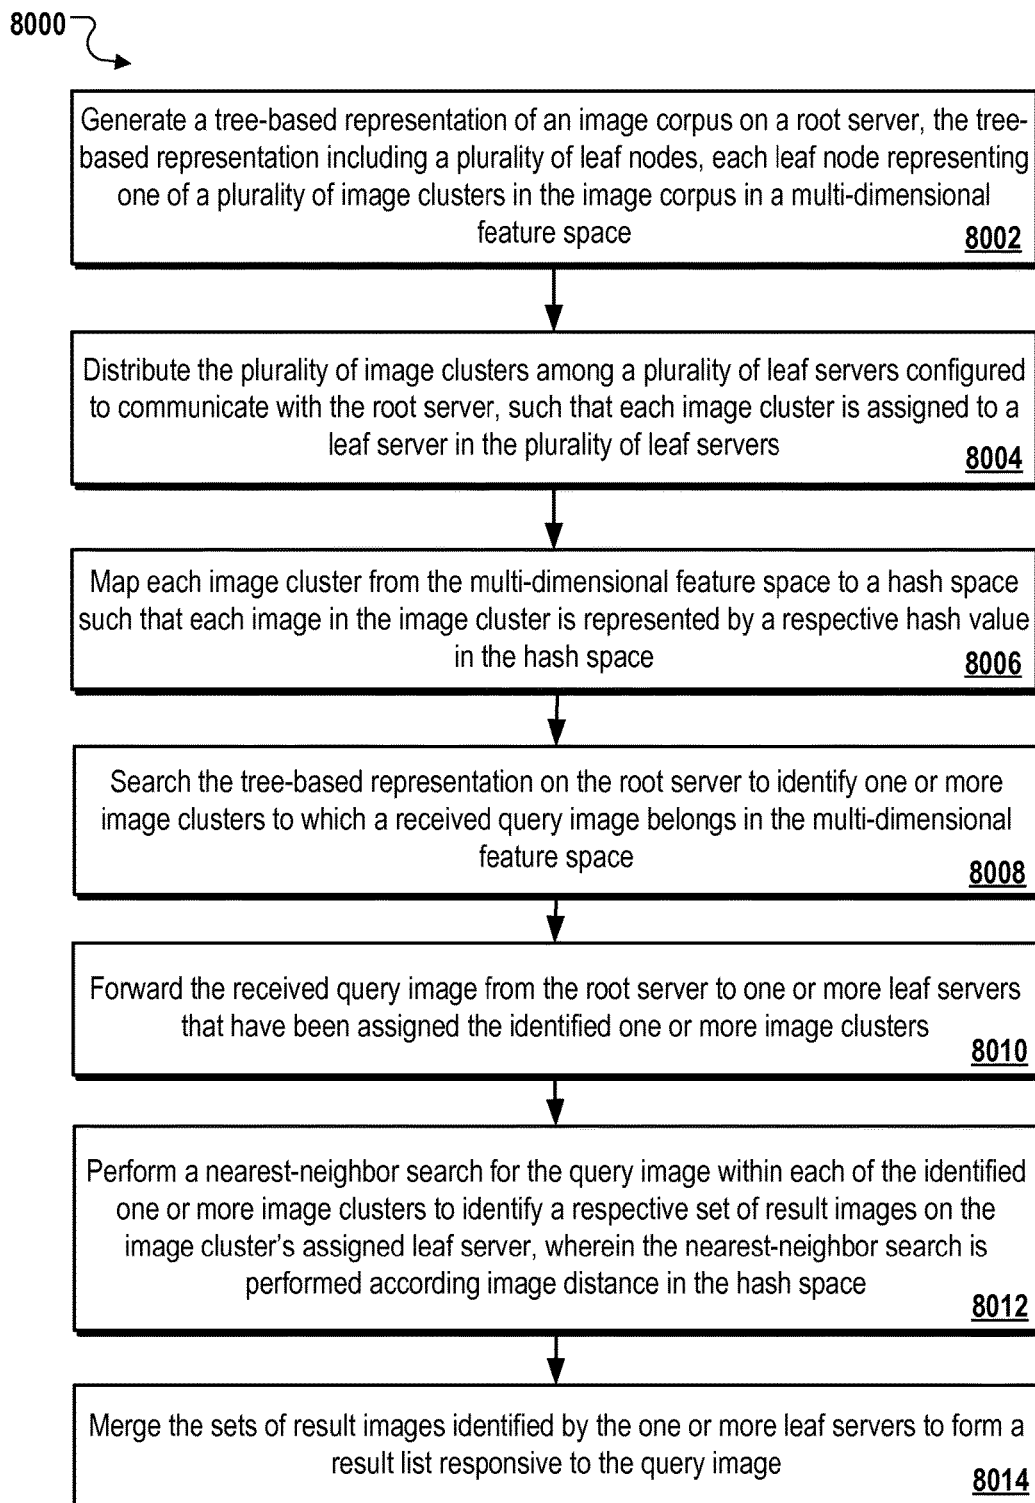 8000
Generate a tree-based representation of an image corpus on a root server, the tree-
based representation including a plurality of leaf nodes, each leaf node representing
one of a plurality of image clusters in the image corpus in a multi-dimensional
feature space
8002
Distribute the plurality of image clusters among a plurality of leaf servers configured
to communicate with the root server, such that each image cluster is assigned to a
leaf server in the plurality of leaf servers
8004
Map each image cluster from the multi-dimensional feature space to a hash space
such that each image in the image cluster is represented by a respective hash value
in the hash space
8006
Search the tree-based representation on the root server to identify one or more
image clusters to which a received query image belongs in the multi-dimensional
feature space
8008
Forward the received query image from the root server to one or more leaf servers
that have been assigned the identified one or more image clusters
8010
Perform a nearest-neighbor search for the query image within each of the identified
one or more image clusters to identify a respective set of result images on the
image cluster's assigned leaf server, wherein the nearest-neighbor search is
performed according image distance in the hash space
8012
Merge the sets of result images identified by the one or more leaf servers to form a
result list responsive to the query image
8014